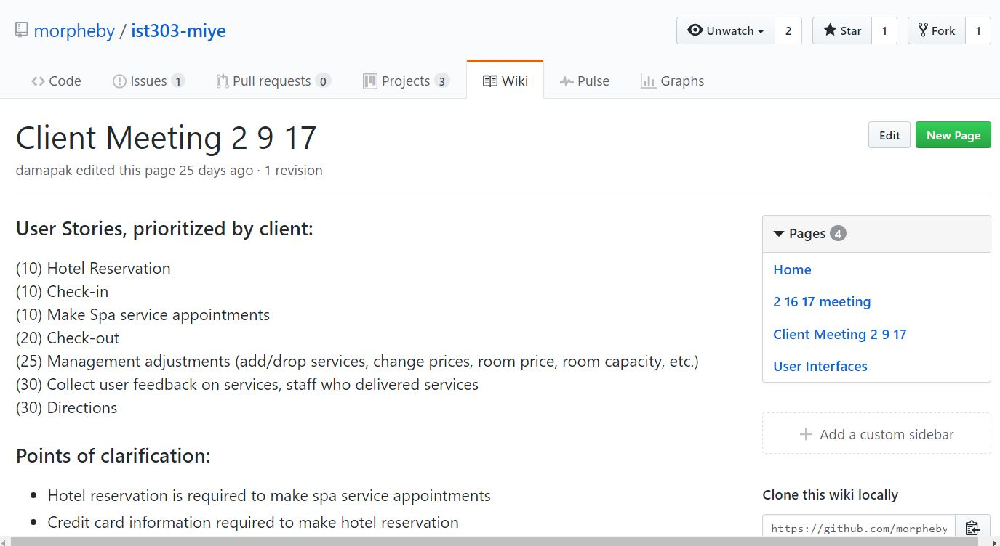 morpheby / ist303-miye
Unwatch 2 Star 1 Fork 1
Code Issues 1 Pull requests 0 Projects 3 Wiki Pulse Graphs
Client Meeting 2 9 17
Edit New Page
damapak edited this page 25 days ago · 1 revision
User Stories, prioritized by client:
(10) Hotel Reservation
(10) Check-in
(10) Make Spa service appointments
(20) Check-out
(25) Management adjustments (add/drop services, change prices, room price, room capacity, etc.)
(30) Collect user feedback on services, staff who delivered services
(30) Directions
Points of clarification:
• Hotel reservation is required to make spa service appointments
• Credit card information required to make hotel reservation
Pages 4
Home
2 16 17 meeting
Client Meeting 2 9 17
User Interfaces
+ Add a custom sidebar
Clone this wiki locally
https://github.com/morpheby